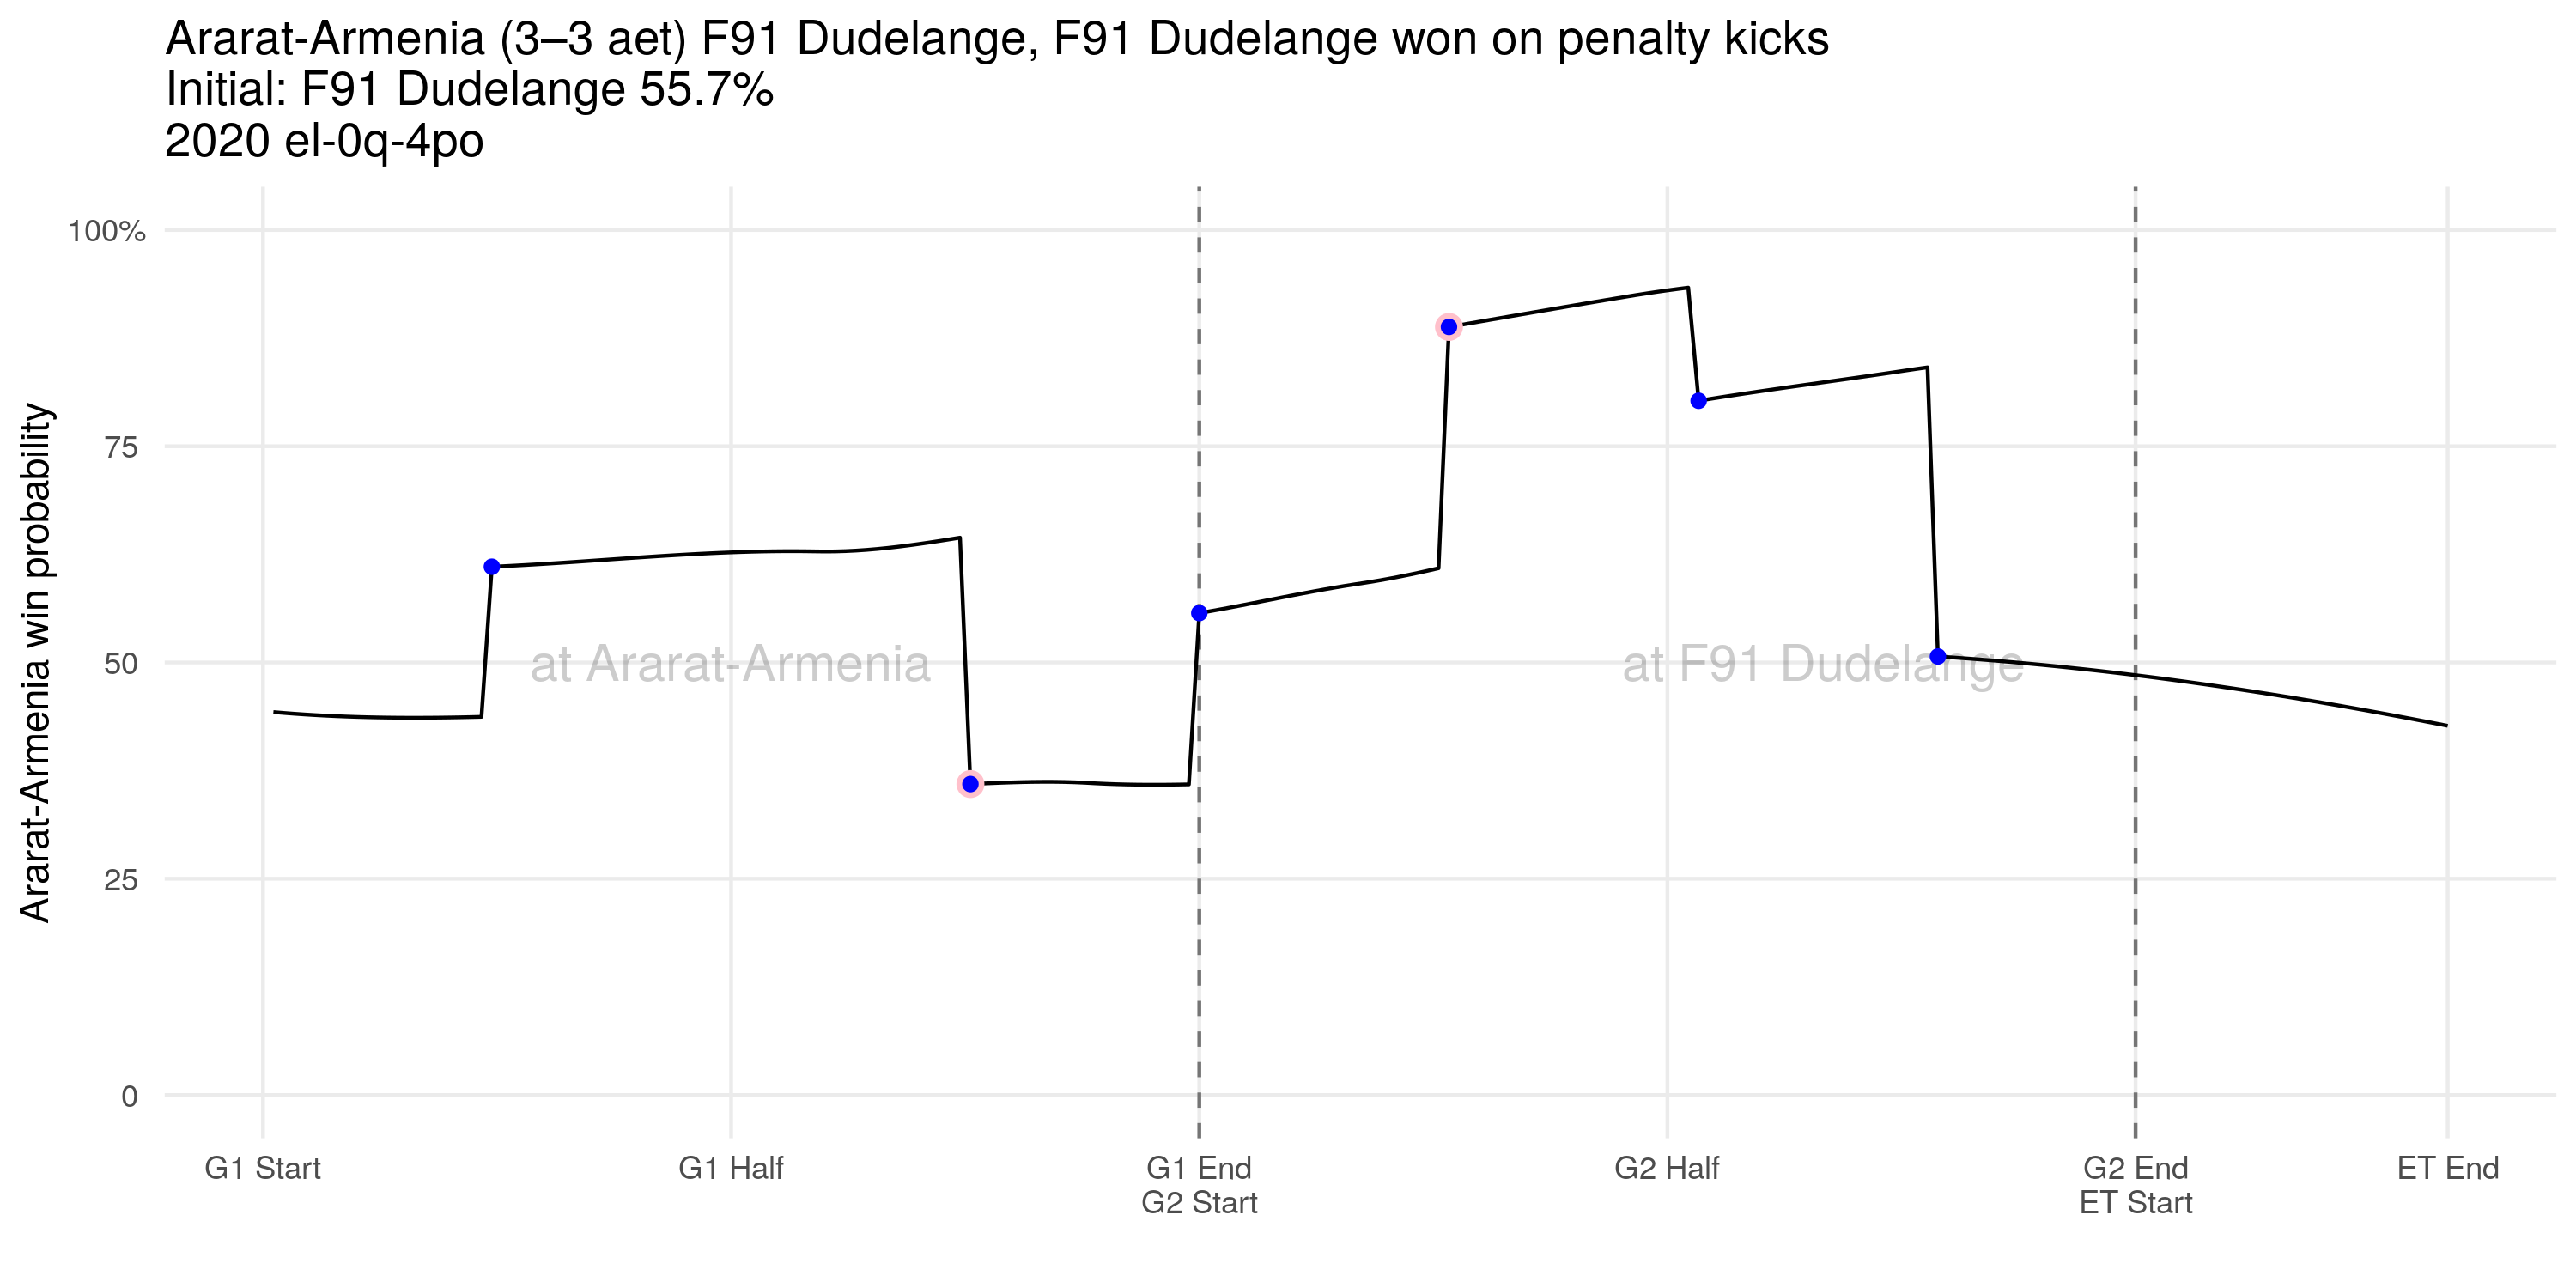 Ararat-Armenia (3–3 aet) F91 Dudelange, F91 Dudelange won on penalty kicks
Initial: F91 Dudelange 55.7%
2020 el-0q-4po
Ararat-Armenia win probability
100%
75
50
25
0
at Ararat-Armenia
at F91 Dudelange
G1 Start
G1 Half
G1 End
G2 Start
G2 Half
G2 End
ET Start
ET End